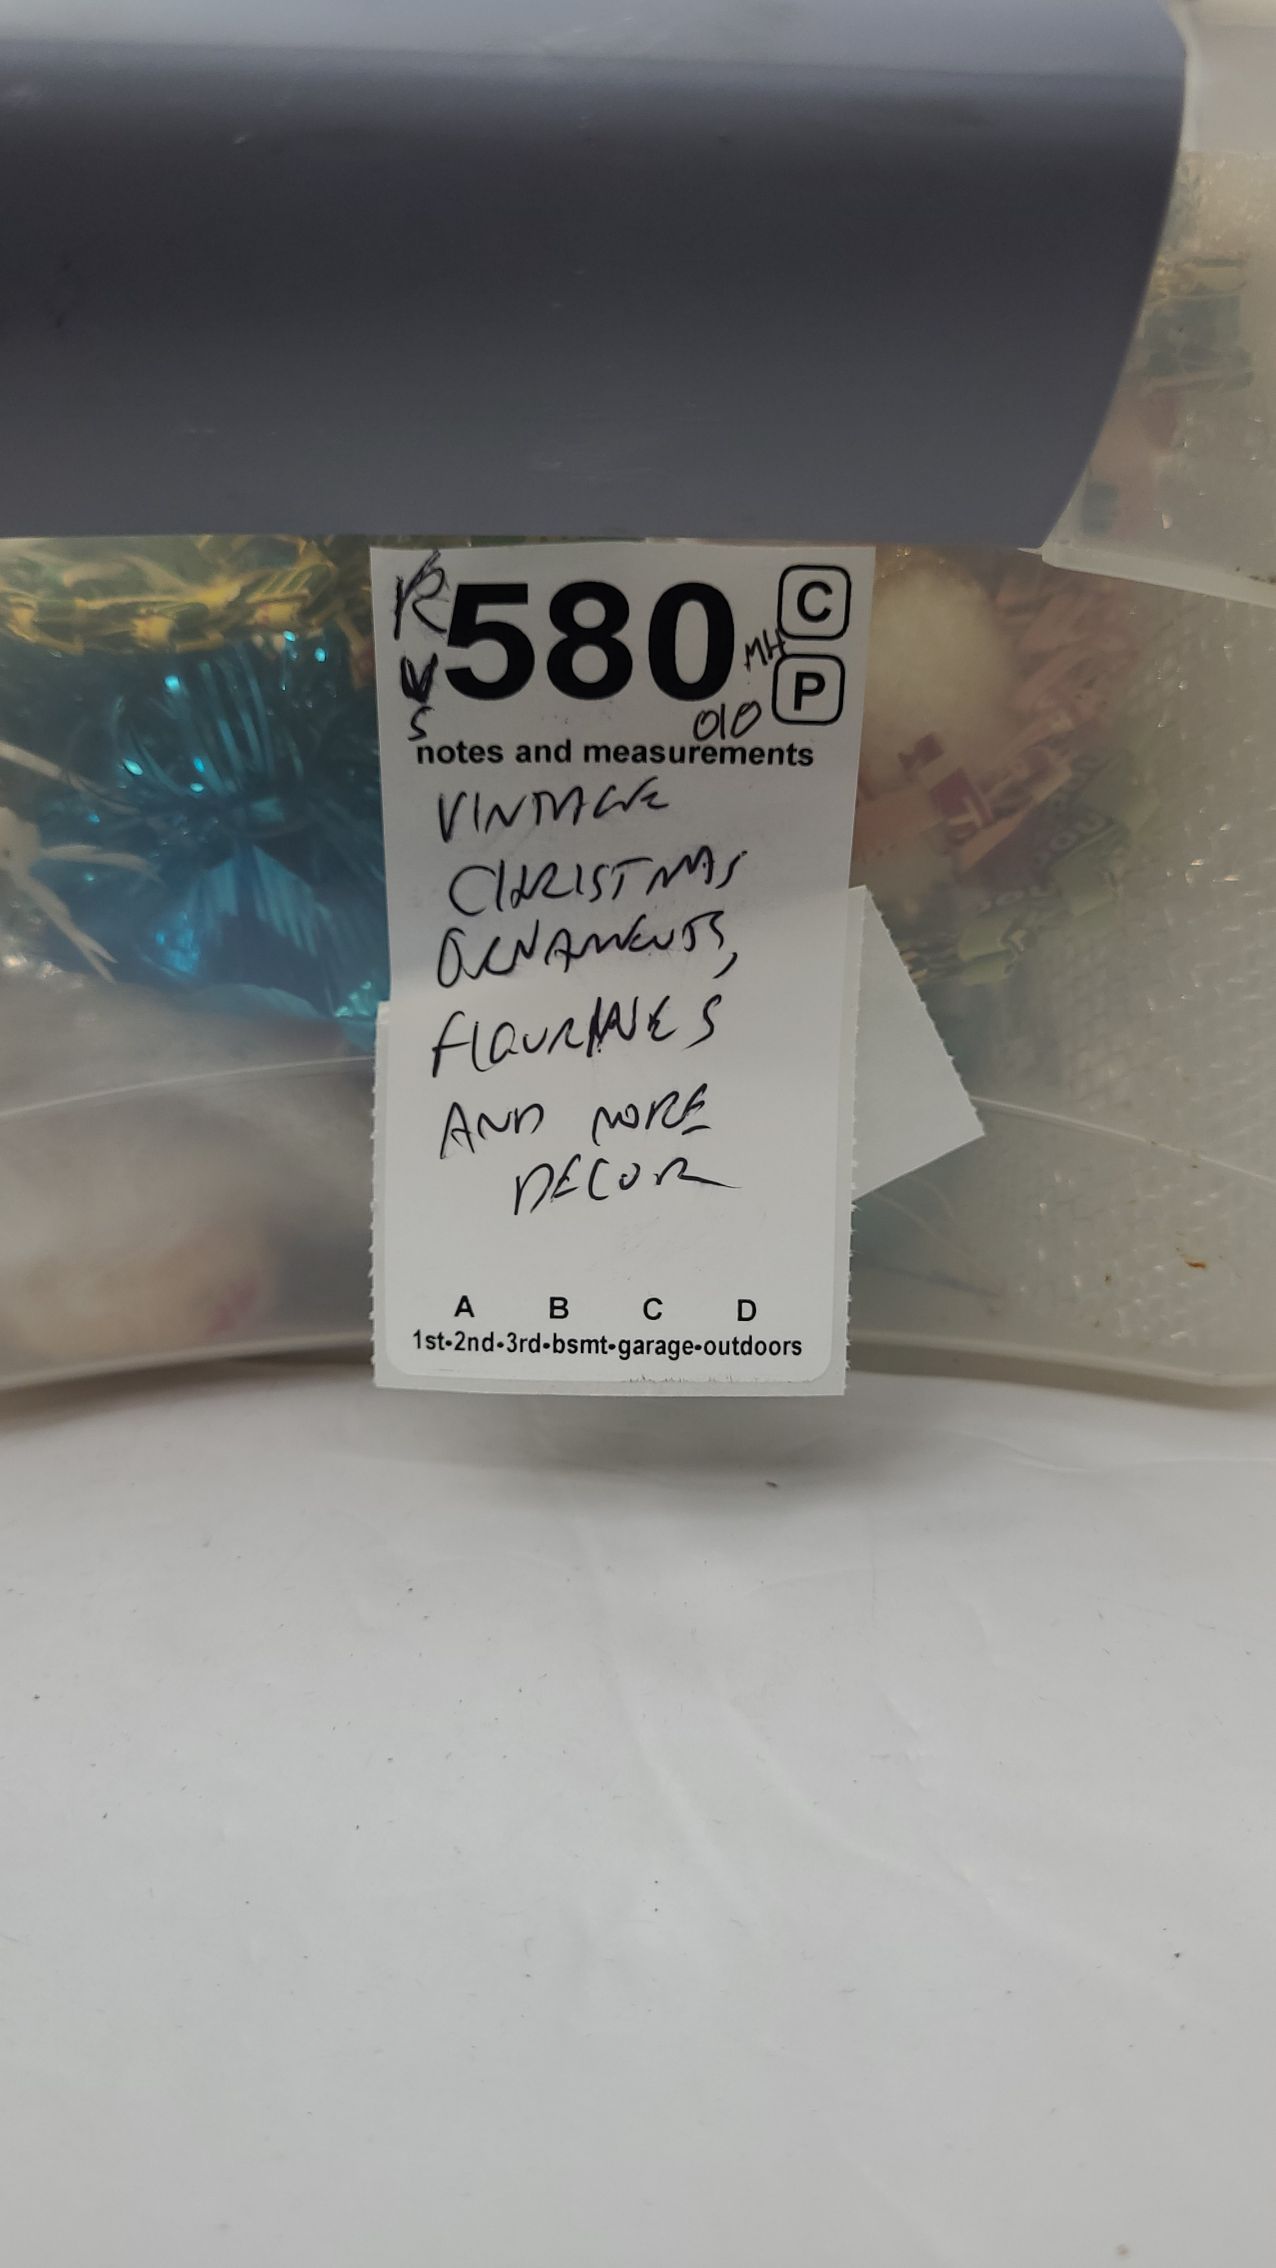 R 580 C
V MH P
S 010
notes and measurements
VINTAGE
CHRISTMAS
ORNAMENTS,
FIGURINES
AND MORE
DECOR
A B C D
1st-2nd-3rd-bsmt-garage-outdoors